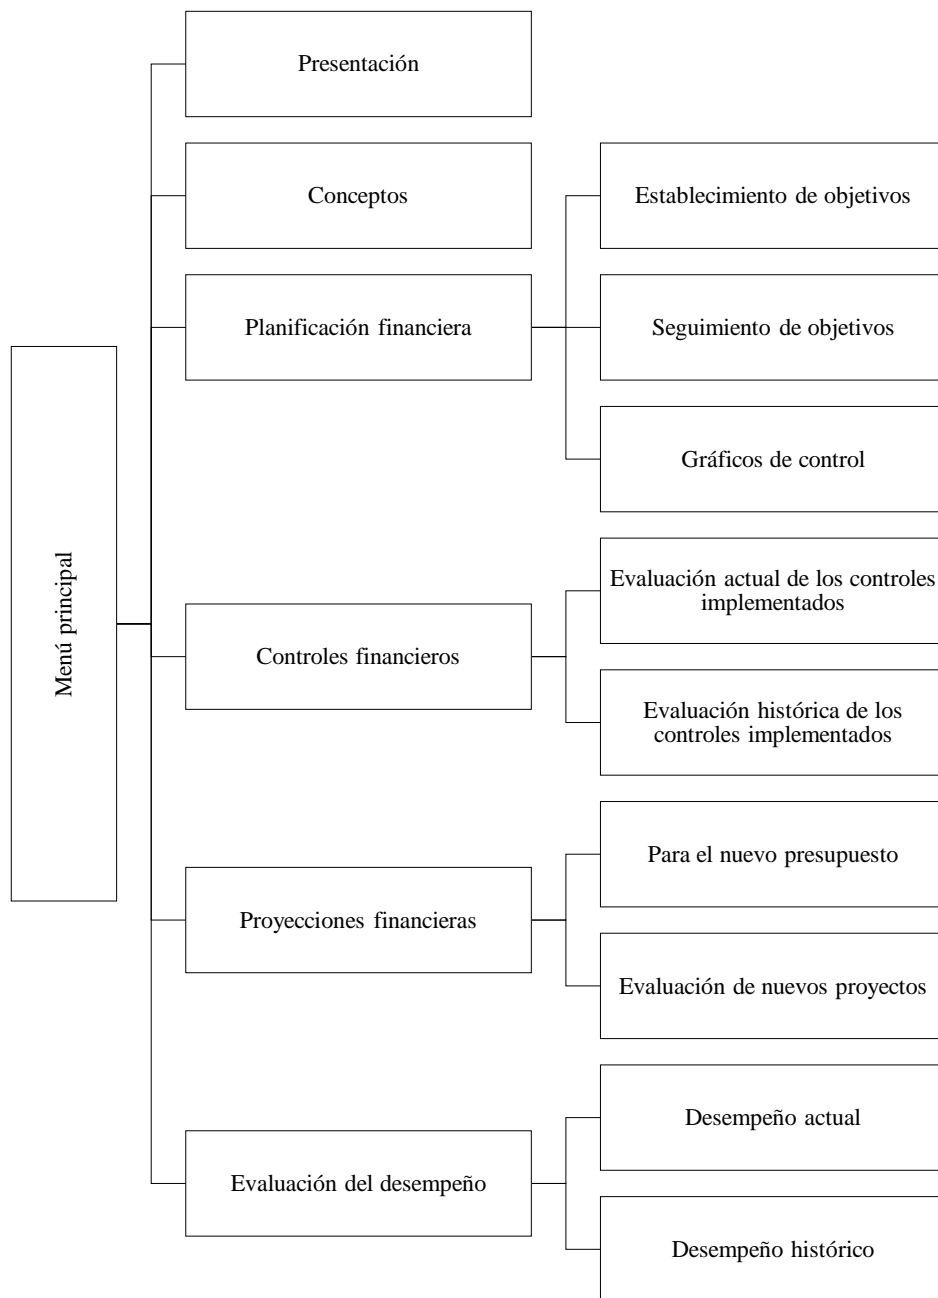 Menú principal
Presentación
Conceptos
Planificación financiera
Establecimiento de objetivos
Seguimiento de objetivos
Gráficos de control
Controles financieros
Evaluación actual de los controles
implementados
Evaluación histórica de los
controles implementados
Proyecciones financieras
Para el nuevo presupuesto
Evaluación de nuevos proyectos
Evaluación del desempeño
Desempeño actual
Desempeño histórico